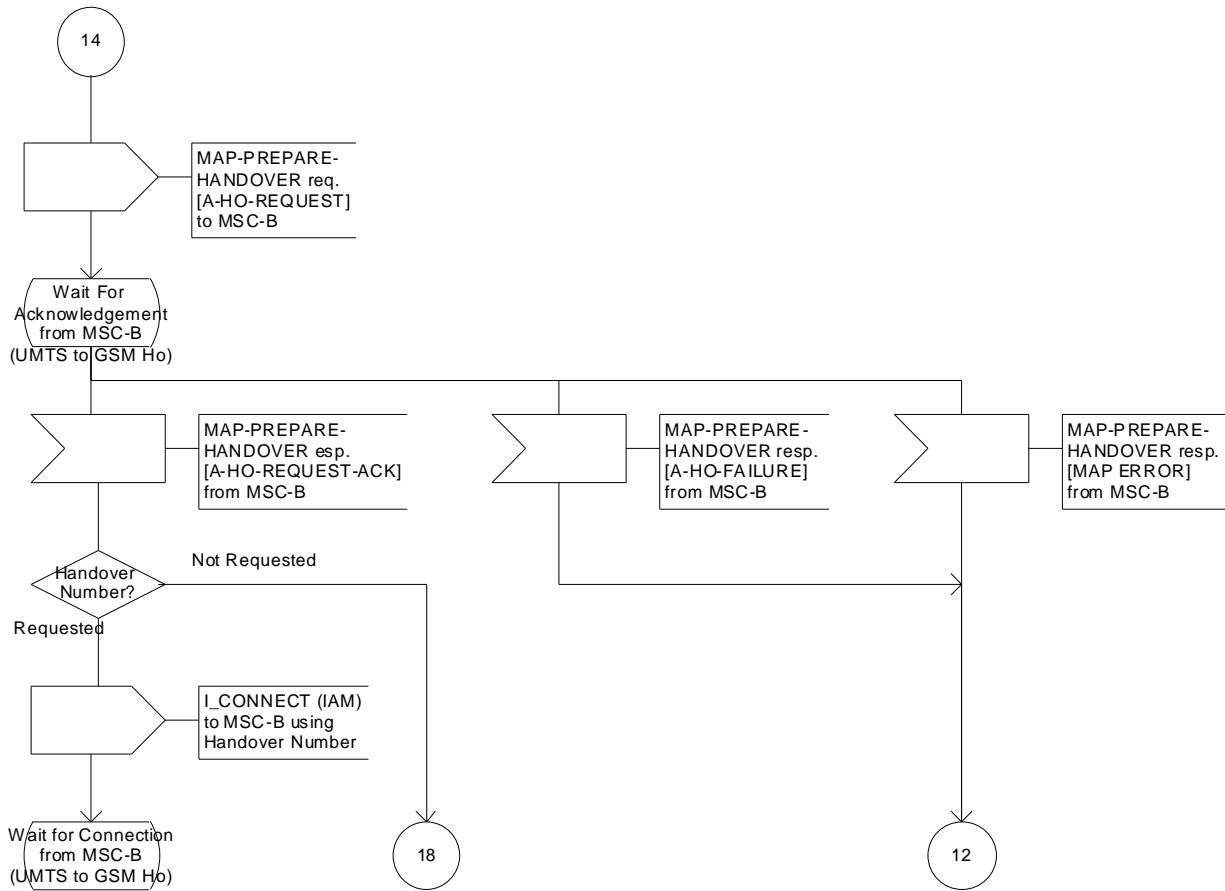 14
MAP-PREPARE-
HANDOVER req.
[A-HO-REQUEST]
to MSC-B
Wait For
Acknowledgement
from MSC-B
(UMTS to GSM Ho)
MAP-PREPARE-
HANDOVER esp.
[A-HO-REQUEST-ACK]
from MSC-B
MAP-PREPARE-
HANDOVER resp.
[A-HO-FAILURE]
from MSC-B
MAP-PREPARE-
HANDOVER resp.
[MAP ERROR]
from MSC-B
Handover
Number?
Not Requested
Requested
I_CONNECT (IAM)
to MSC-B using
Handover Number
Wait for Connection
from MSC-B
(UMTS to GSM Ho)
18
12